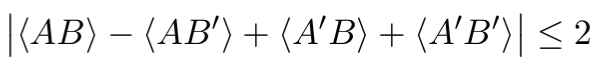 |⟨AB⟩ − ⟨AB′⟩ + ⟨A′B⟩ + ⟨A′B′⟩| ≤ 2